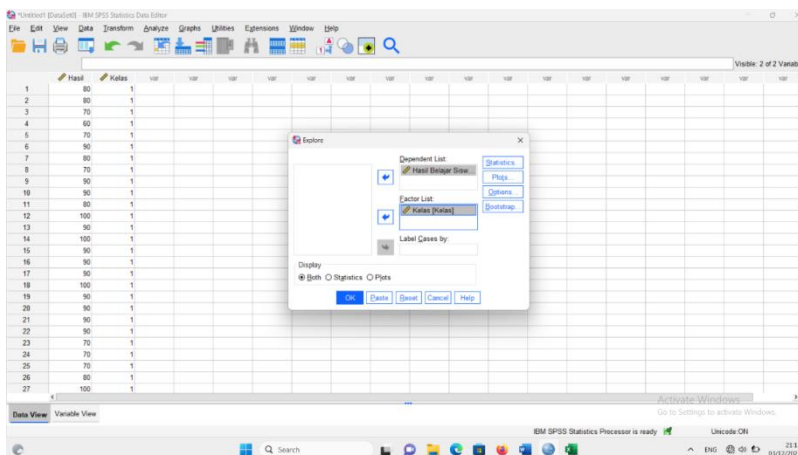 *Untitled1 [DataSet0] - IBM SPSS Statistics Data Editor
File Edit View Data Transform Analyze Graphs Utilities Extensions Window Help
Visible: 2 of 2 Variab
Hasil Kelas var var var var var var var var var var var var var var var
1 80 1
2 80 1
3 70 1
4 60 1
5 70 1
6 90 1
7 80 1
8 70 1
9 90 1
10 90 1
11 80 1
12 100 1
13 90 1
14 100 1
15 90 1
16 90 1
17 90 1
18 100 1
19 90 1
20 90 1
21 90 1
22 90 1
23 70 1
24 70 1
25 70 1
26 80 1
27 100 1
Explore
Dependent List:
Hasil Belajar Sisw...
Factor List:
Kelas [Kelas]
Label Cases by:
Statistics...
Plots...
Options...
Bootstrap...
Display
Both Statistics Plots
OK Paste Reset Cancel Help
Activate Windows
Go to Settings to activate Windows.
Data View Variable View
IBM SPSS Statistics Processor is ready Unicode:ON
Search
ENG